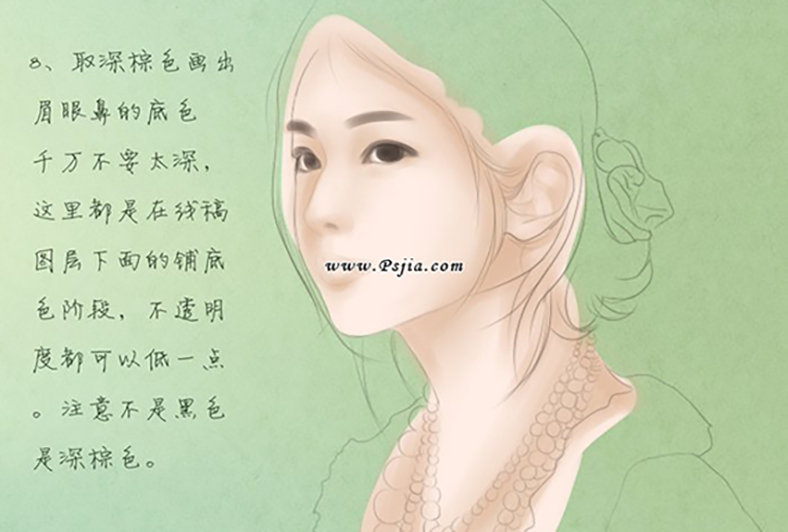 8、取深棕色画出
眉眼鼻的底色
千万不要太深，
这里都是在线稿
图层下面的铺底
色阶段，不透明
度都可以低一点
。注意不是黑色
是深棕色。
www.Psjia.com